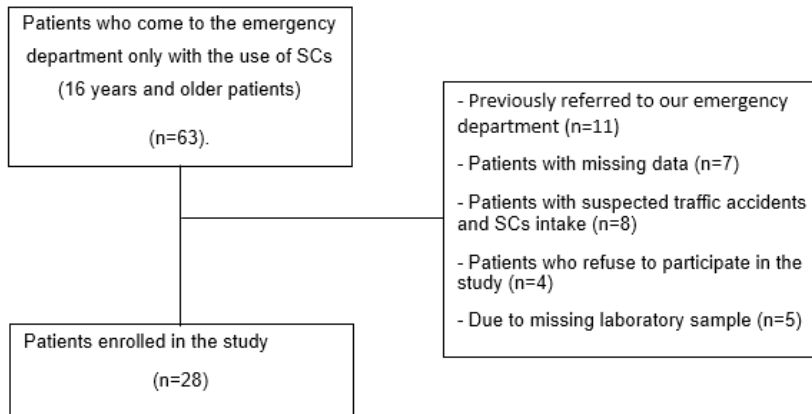 Patients who come to the emergency
department only with the use of SCs
(16 years and older patients)
(n=63).
- Previously referred to our emergency
department (n=11)
- Patients with missing data (n=7)
- Patients with suspected traffic accidents
and SCs intake (n=8)
- Patients who refuse to participate in the
study (n=4)
- Due to missing laboratory sample (n=5)
Patients enrolled in the study
(n=28)